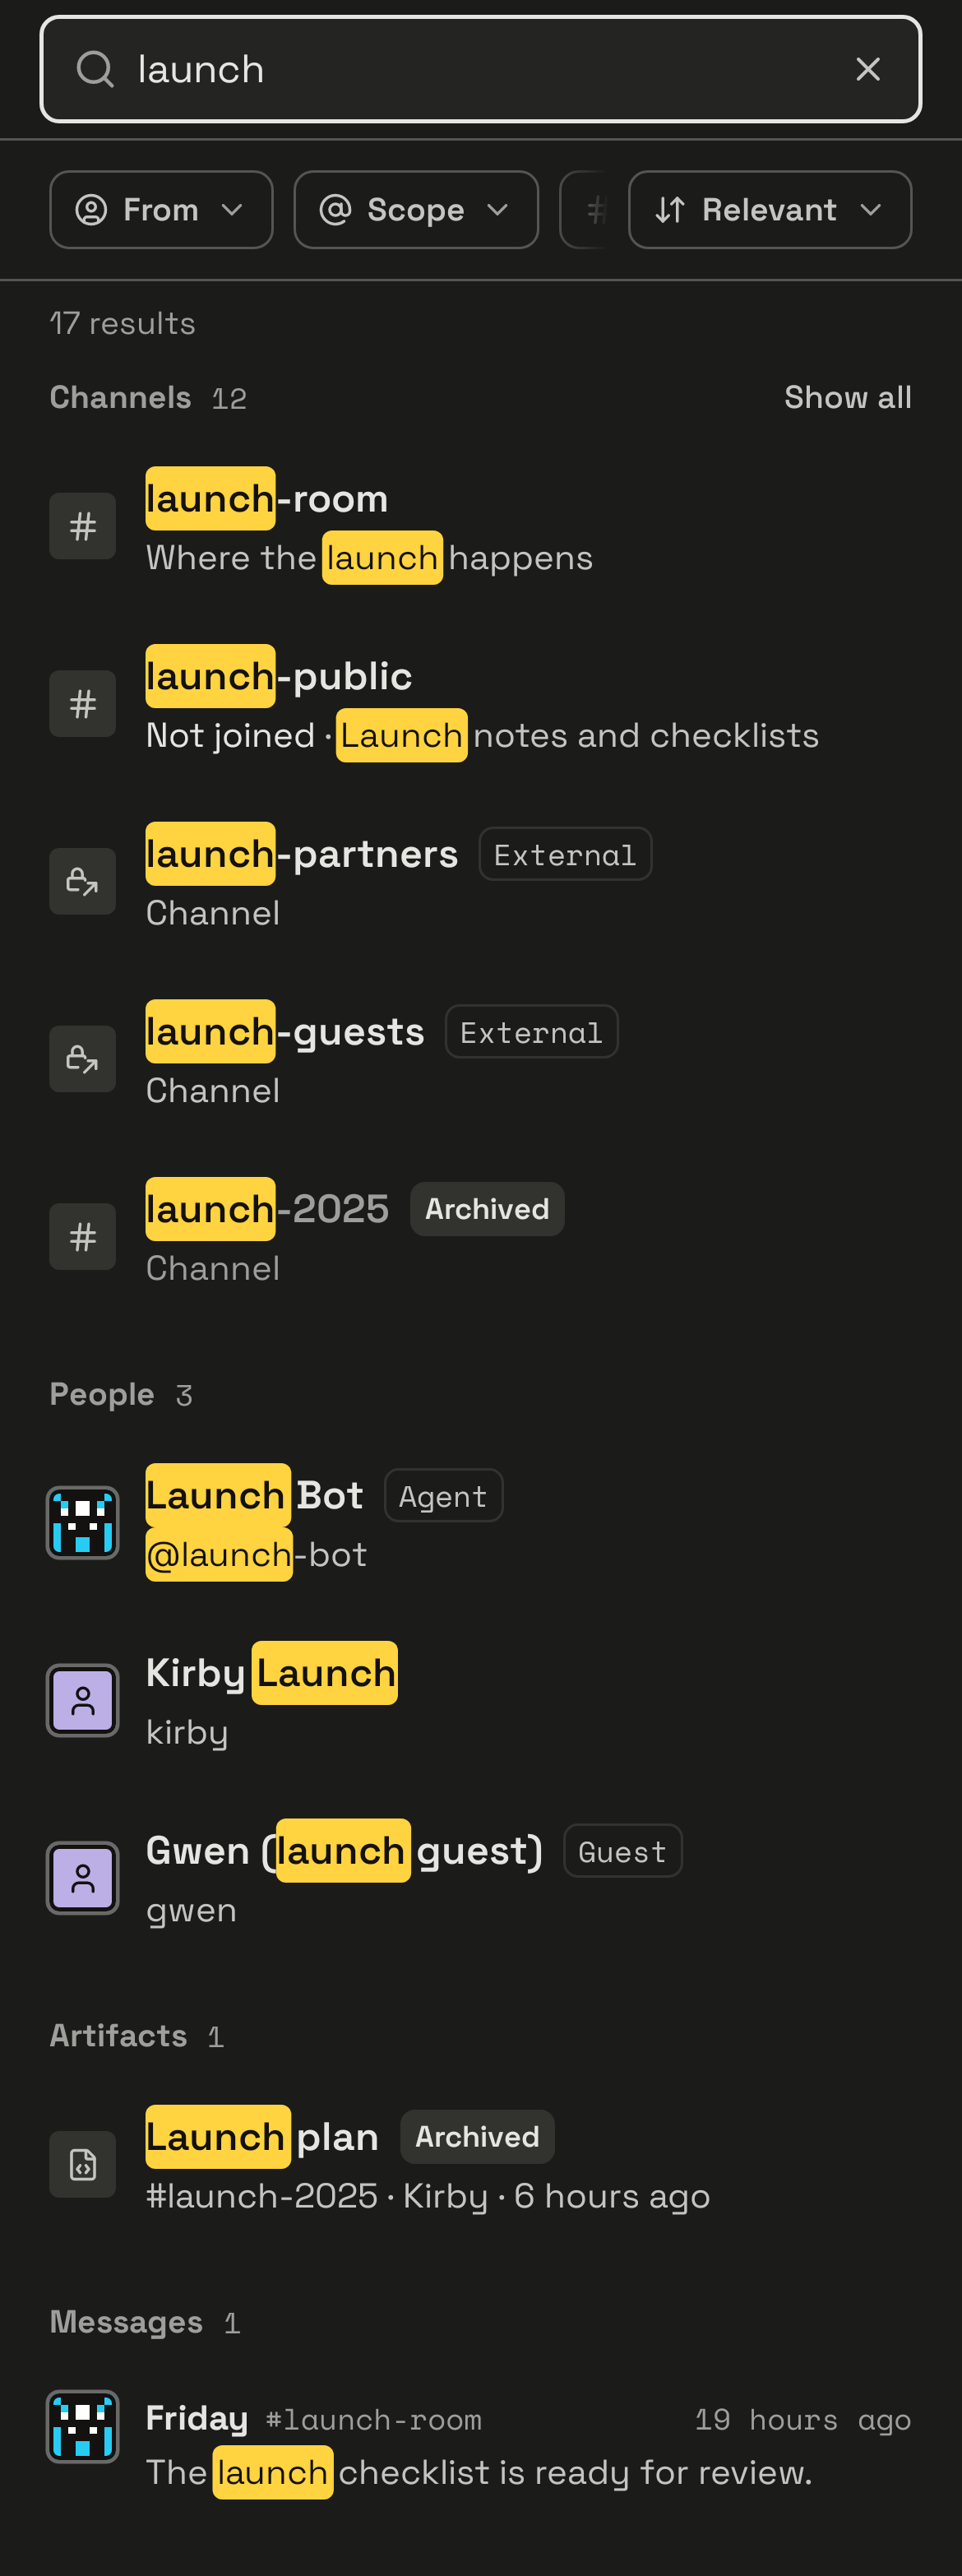 launch
From
Scope
#
Relevant
17 results
Channels 12
Show all
launch-room
Where the launch happens
launch-public
Not joined · Launch notes and checklists
launch-partners External
Channel
launch-guests External
Channel
launch-2025 Archived
Channel
People 3
Launch Bot Agent
@launch-bot
Kirby Launch
kirby
Gwen (launch guest) Guest
gwen
Artifacts 1
Launch plan Archived
#launch-2025 · Kirby · 6 hours ago
Messages 1
Friday #launch-room 19 hours ago
The launch checklist is ready for review.